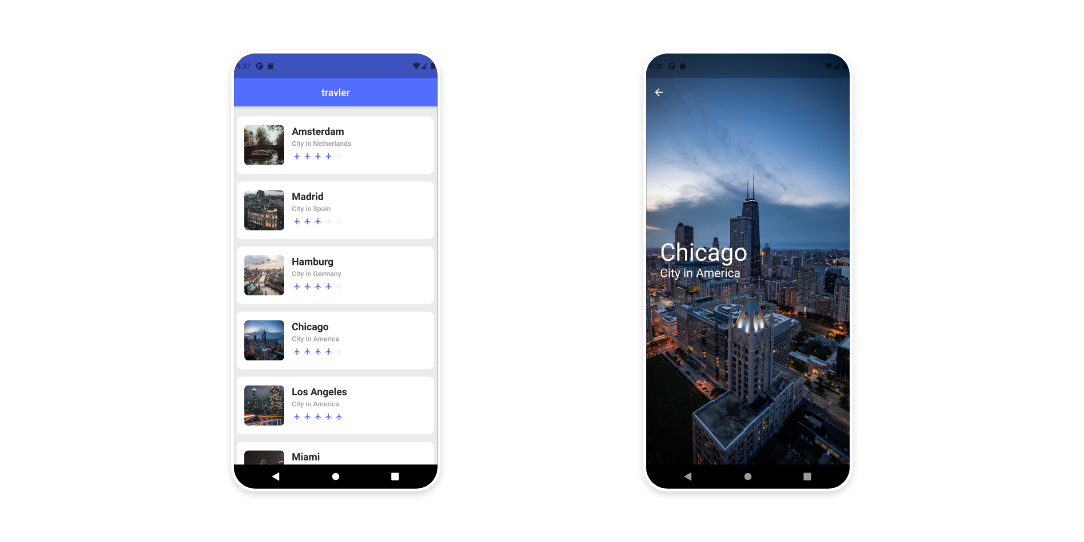 9:37
travler
Amsterdam
City in Netherlands
Madrid
City in Spain
Hamburg
City in Germany
Chicago
City in America
Los Angeles
City in America
Miami
Chicago
City in America